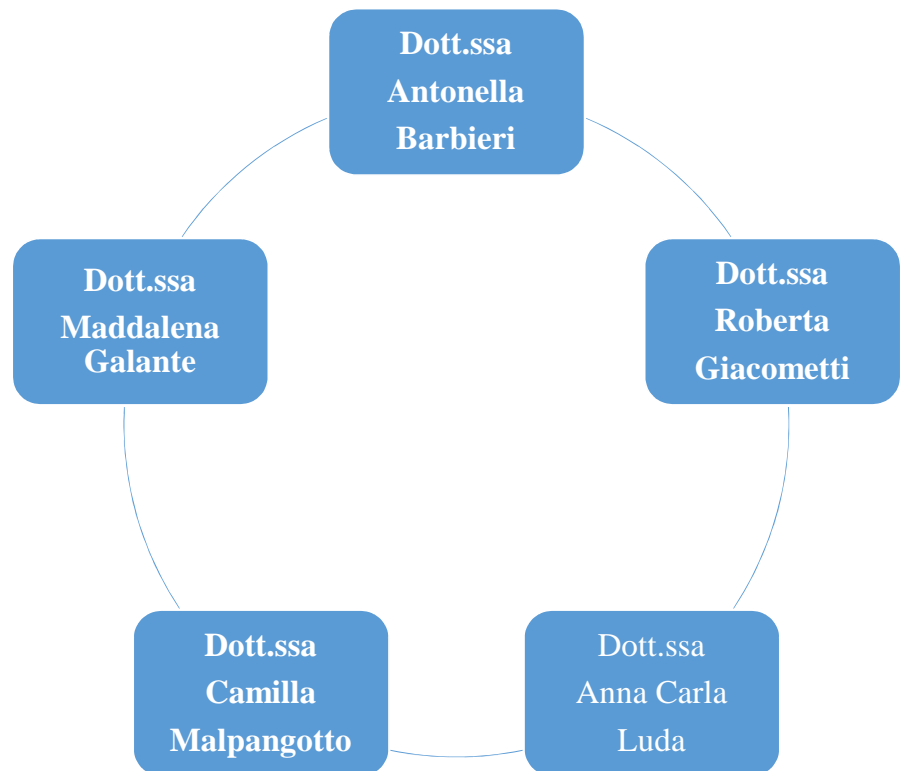 Dott.ssa
Antonella
Barbieri
Dott.ssa
Maddalena
Galante
Dott.ssa
Roberta
Giacometti
Dott.ssa
Camilla
Malpangotto
Dott.ssa
Anna Carla
Luda